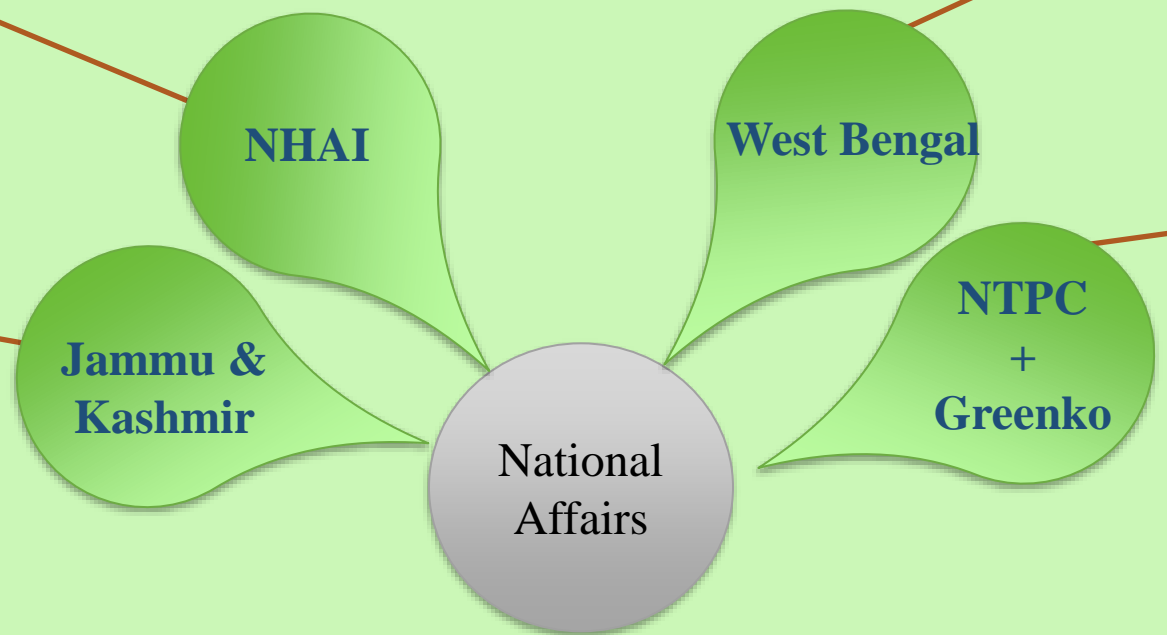 NHAI
West Bengal
Jammu &
Kashmir
NTPC
+
Greenko
National
Affairs